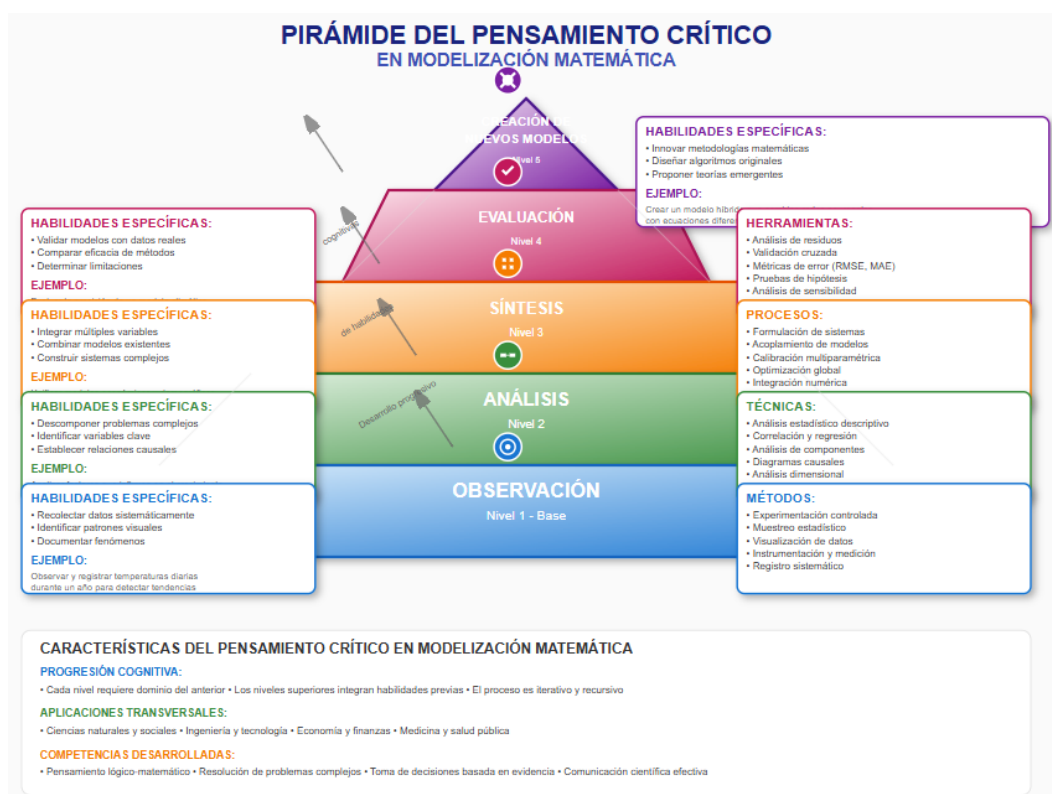 PIRÁMIDE DEL PENSAMIENTO CRÍTICO
EN MODELIZACIÓN MATEMÁTICA
NUEVOS MODELOS
Nivel 5
HABILIDADES ESPECÍFICAS:
• Innovar metodologías matemáticas
• Diseñar algoritmos originales
• Proponer teorías emergentes
EJEMPLO:
Crear un modelo híbrido
con ecuaciones
EVALUACIÓN
Nivel 4
HABILIDADES ESPECÍFICAS:
• Validar modelos con datos reales
• Comparar eficacia de métodos
• Determinar limitaciones
EJEMPLO:
HERRAMIENTAS:
• Análisis de residuos
• Validación cruzada
• Métricas de error (RMSE, MAE)
• Pruebas de hipótesis
• Análisis de sensibilidad
cognitivas
SÍNTESIS
Nivel 3
HABILIDADES ESPECÍFICAS:
• Integrar múltiples variables
• Combinar modelos existentes
• Construir sistemas complejos
EJEMPLO:
PROCESOS:
• Formulación de sistemas
• Acoplamiento de modelos
• Calibración multiparamétrica
• Optimización global
• Integración numérica
de habilidades
ANÁLISIS
Nivel 2
HABILIDADES ESPECÍFICAS:
• Descomponer problemas complejos
• Identificar variables clave
• Establecer relaciones causales
EJEMPLO:
TÉCNICAS:
• Análisis estadístico descriptivo
• Correlación y regresión
• Análisis de componentes
• Diagramas causales
• Análisis dimensional
Desarrollo progresivo
OBSERVACIÓN
Nivel 1 - Base
HABILIDADES ESPECÍFICAS:
• Recolectar datos sistemáticamente
• Identificar patrones visuales
• Documentar fenómenos
EJEMPLO:
Observar y registrar temperaturas diarias
durante un año para detectar tendencias
MÉTODOS:
• Experimentación controlada
• Muestreo estadístico
• Visualización de datos
• Instrumentación y medición
• Registro sistemático
CARACTERÍSTICAS DEL PENSAMIENTO CRÍTICO EN MODELIZACIÓN MATEMÁTICA
PROGRESIÓN COGNITIVA:
• Cada nivel requiere dominio del anterior • Los niveles superiores integran habilidades previas • El proceso es iterativo y recursivo
APLICACIONES TRANSVERSALES:
• Ciencias naturales y sociales • Ingeniería y tecnología • Economía y finanzas • Medicina y salud pública
COMPETENCIAS DESARROLLADAS:
• Pensamiento lógico-matemático • Resolución de problemas complejos • Toma de decisiones basada en evidencia • Comunicación científica efectiva